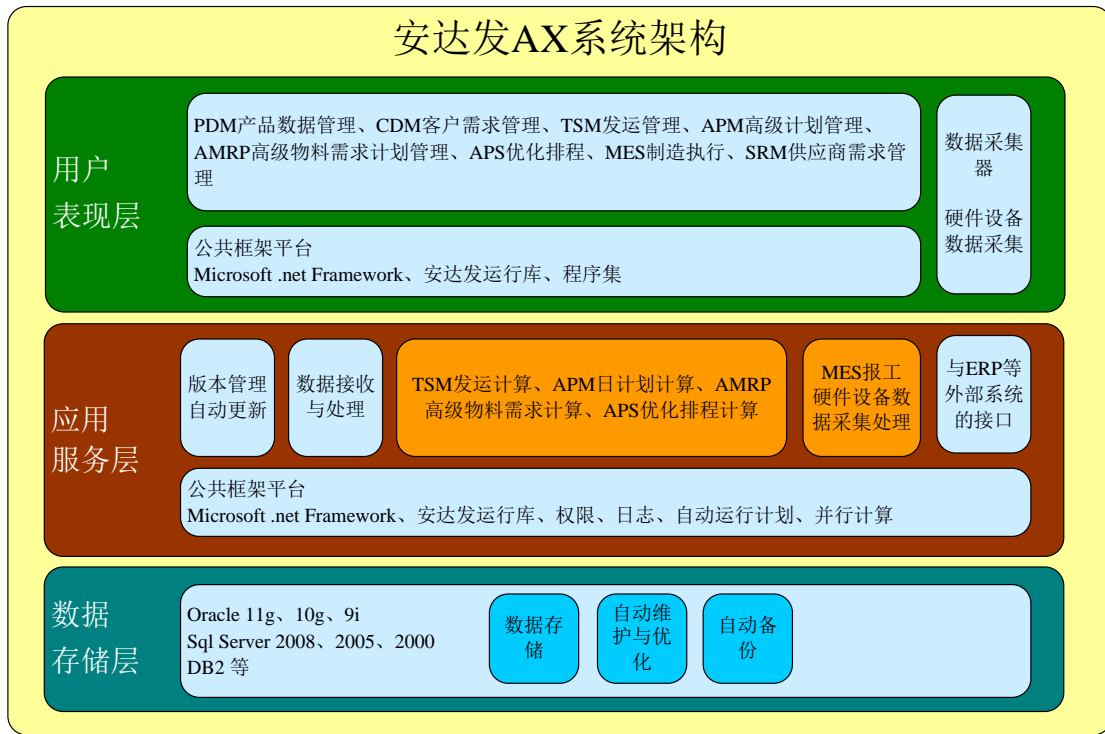 安达发AX系统架构
用户
表现层
PDM产品数据管理、CDM客户需求管理、TSM发运管理、APM高级计划管理、
AMRP高级物料需求计划管理、APS优化排程、MES制造执行、SRM供应商需求管
理
公共框架平台
Microsoft .net Framework、安达发运行库、程序集
数据采集
器
硬件设备
数据采集
应用
服务层
版本管理
自动更新
数据接收
与处理
TSM发运计算、APM日计划计算、AMRP
高级物料需求计算、APS优化排程计算
MES报工
硬件设备数
据采集处理
与ERP等
外部系统
的接口
公共框架平台
Microsoft .net Framework、安达发运行库、权限、日志、自动运行计划、并行计算
数据
存储层
Oracle 11g、10g、9i
Sql Server 2008、2005、2000
DB2 等
数据存
储
自动维
护与优
化
自动备
份